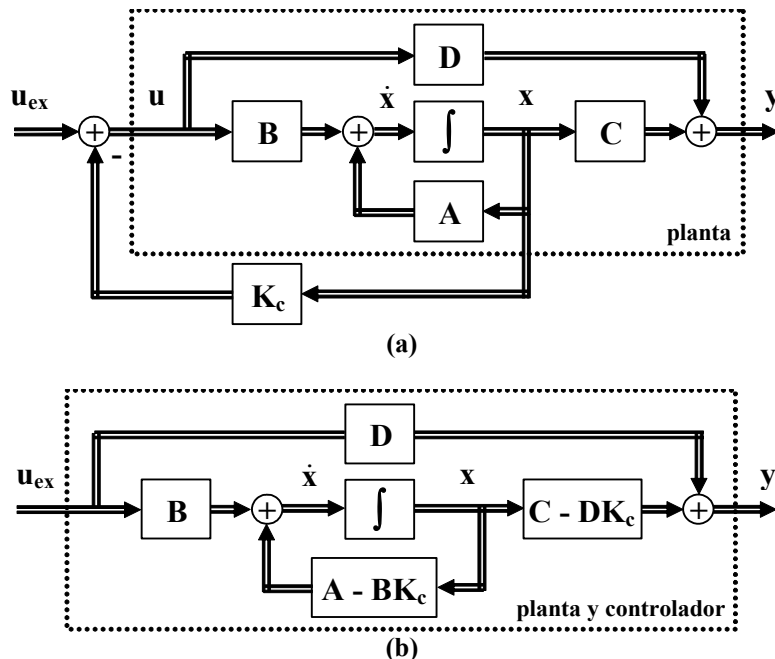 D
u_ex u ẋ x y
+ - B + ∫ C +
A
planta
K_c
(a)
D
u_ex ẋ x y
B + ∫ C - DK_c +
A - BK_c
planta y controlador
(b)